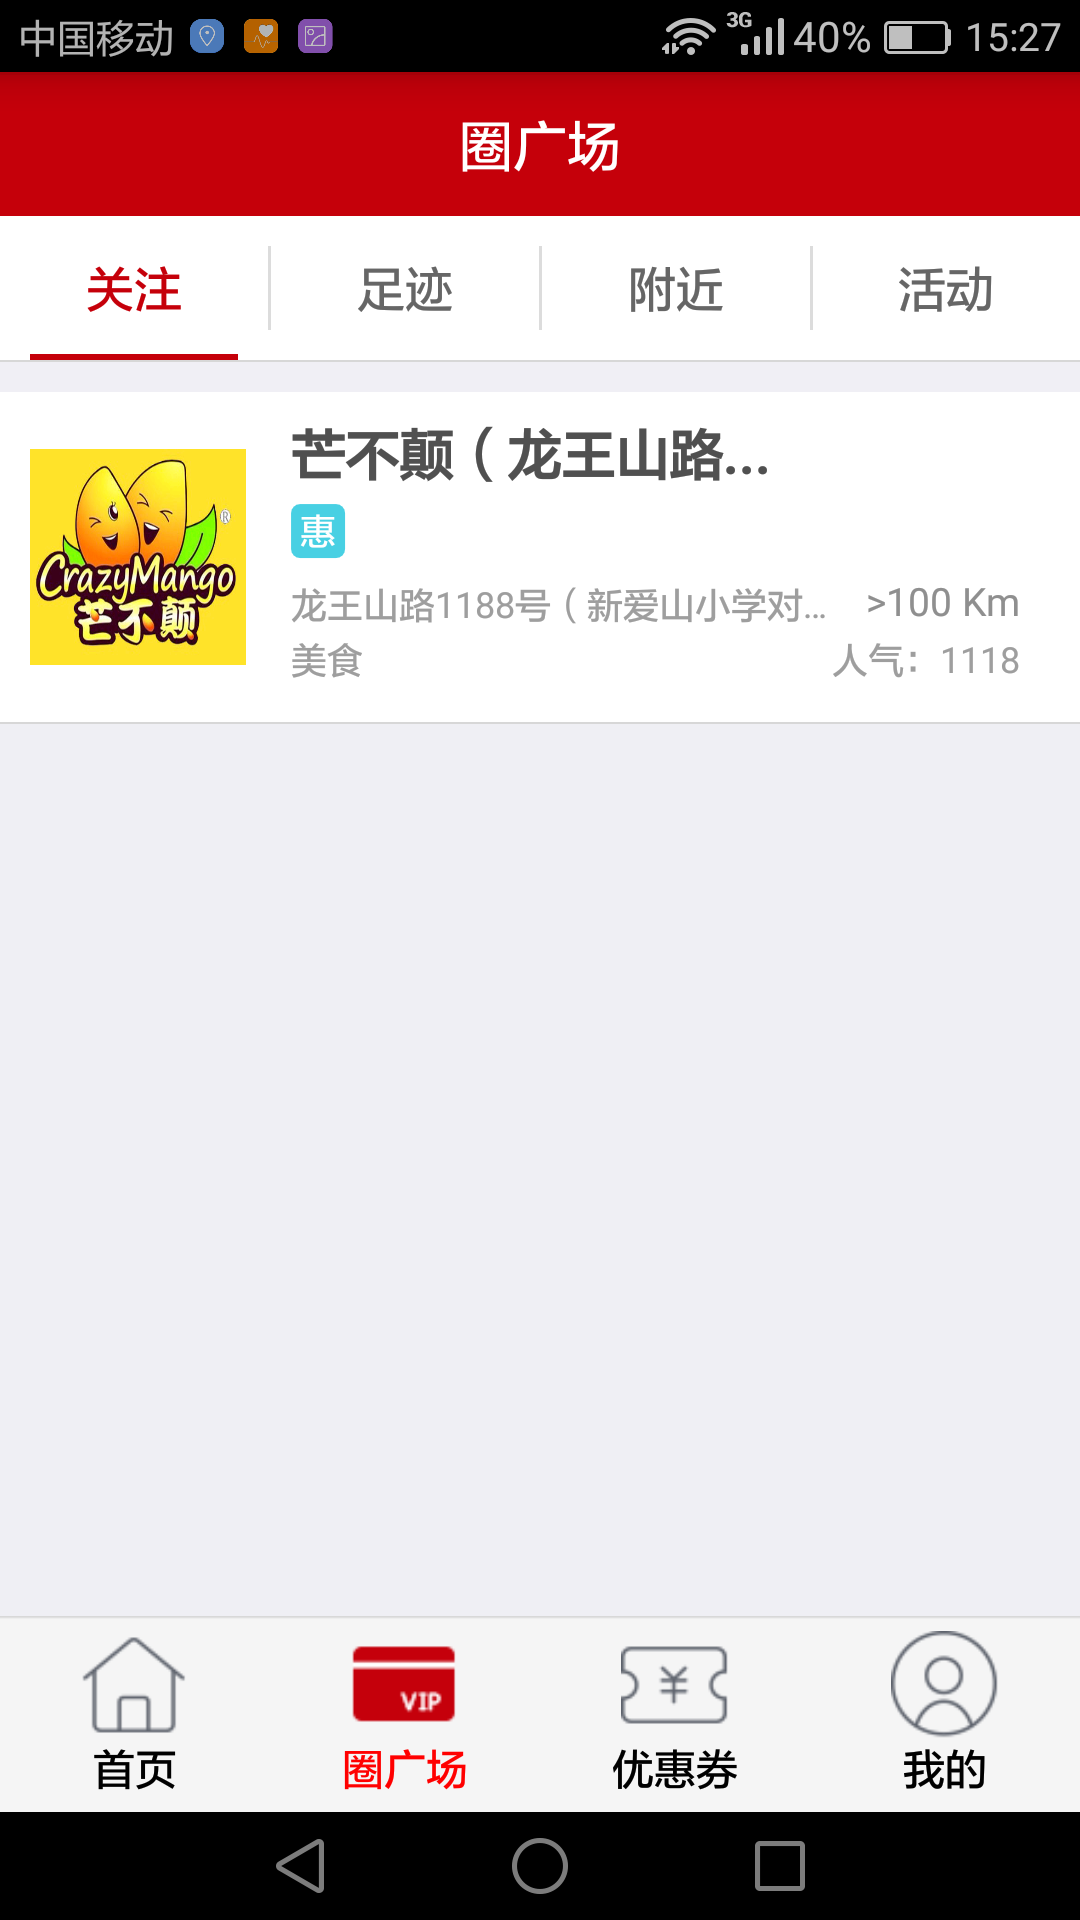 中国移动 3G 40% 15:27
圈广场
关注 足迹 附近 活动
芒不颠（龙王山路...
惠
CrazyMango®
芒不颠
龙王山路1188号（新爱山小学对... >100 Km
美食 人气：1118
VIP ¥
首页 圈广场 优惠券 我的